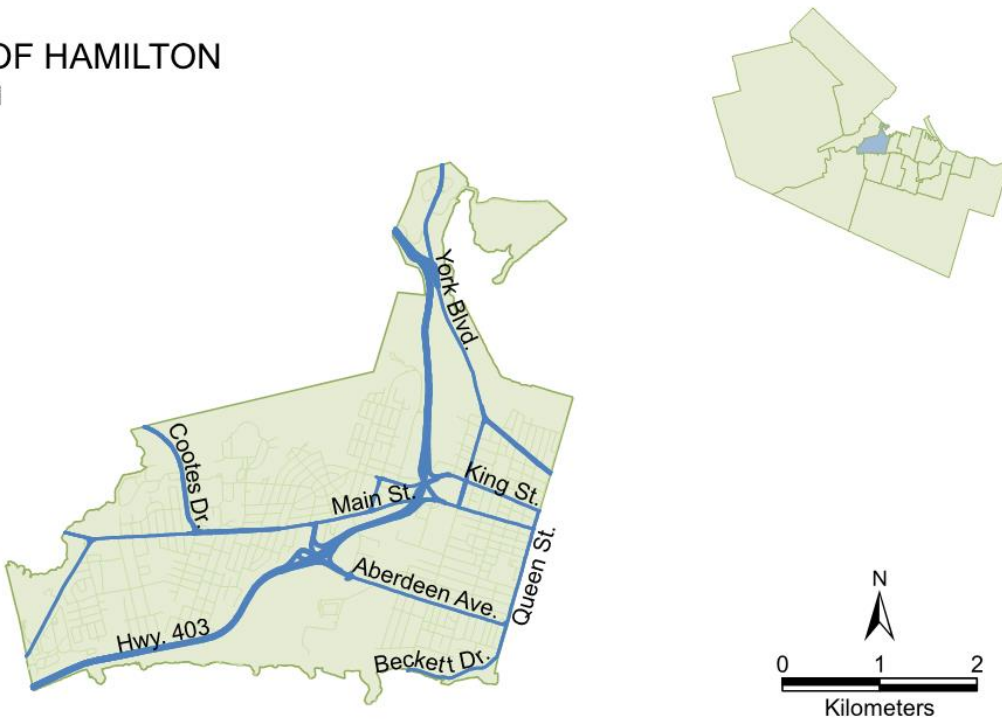 OF HAMILTON
York Blvd.
Cootes Dr.
King St.
Main St.
Queen St.
Aberdeen Ave.
Hwy. 403
Beckett Dr.
N
0 1 2
Kilometers